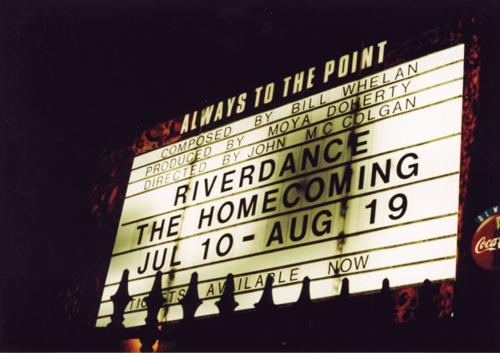 ALWAYS TO THE POINT
COMPOSED BY BILL WHELAN
PRODUCED BY MOYA DOHERTY
DIRECTED BY JOHN MC COLGAN
RIVERDANCE
THE HOMECOMING
JUL 10 - AUG 19
TICKETS AVAILABLE NOW